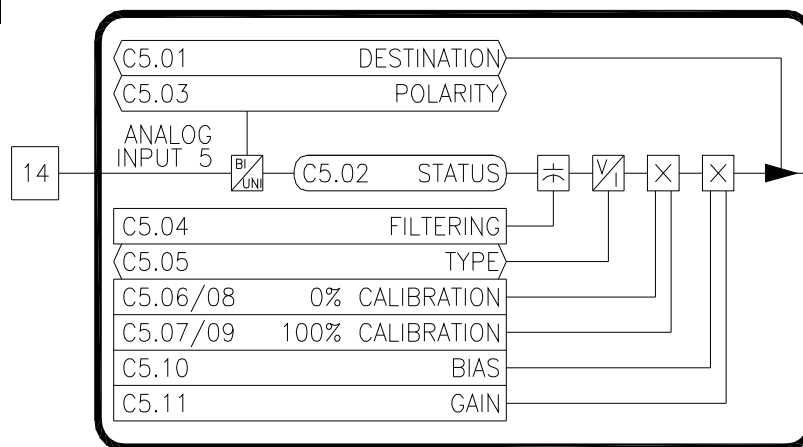 C5.01 DESTINATION
C5.03 POLARITY
ANALOG
INPUT 5
14
BI
UNI
C5.02 STATUS
V
I
C5.04 FILTERING
C5.05 TYPE
C5.06/08 0% CALIBRATION
C5.07/09 100% CALIBRATION
C5.10 BIAS
C5.11 GAIN